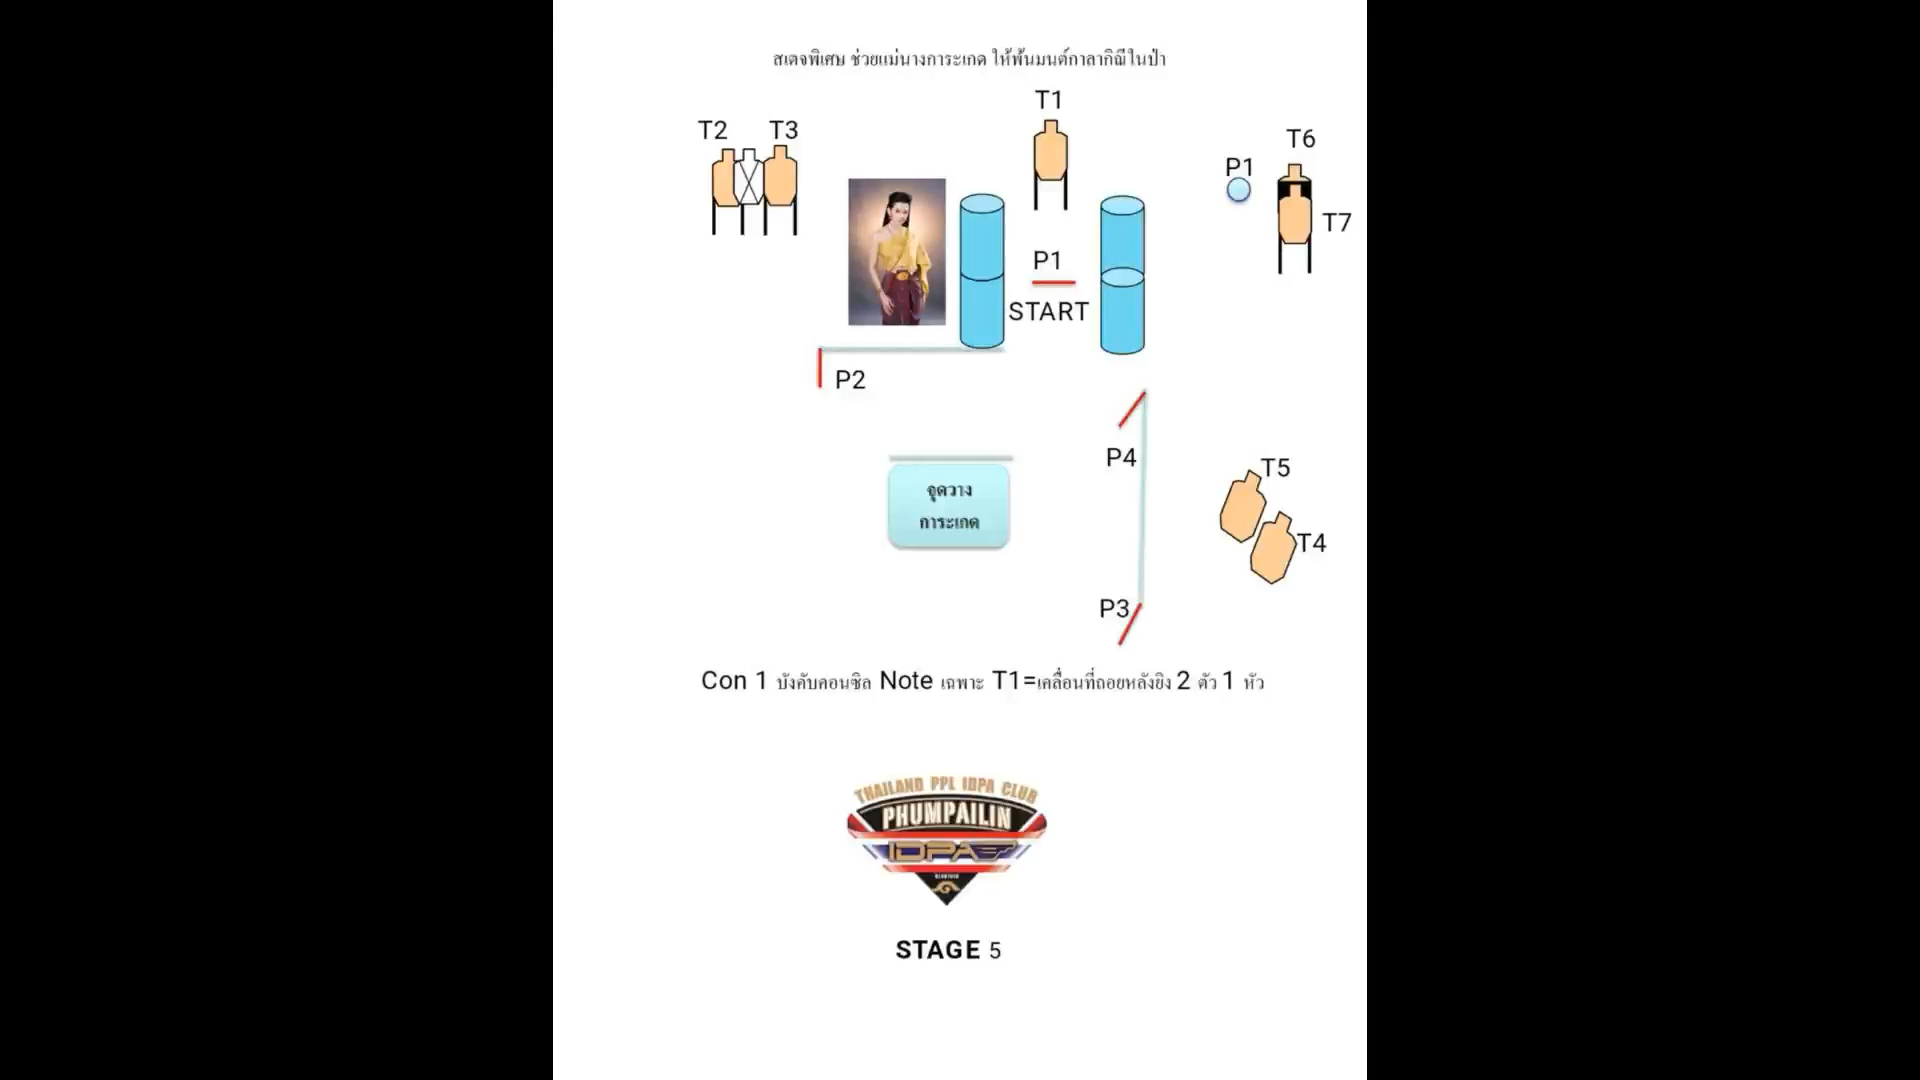 สเตจพิเศษ ช่วยแม่นางการะเกด ให้พ้นมนต์กาลากิณีในป่า
T1
T2 T3
T6
P1
T7
P1
START
P2
P4
T5
จุดวาง
การะเกด
T4
P3
Con 1 บังคับคอนซิล Note เฉพาะ T1=เคลื่อนที่ถอยหลังยิง 2 ตัว 1 หัว
THAILAND PPL IDPA CLUB
PHUMPAILIN
IDPA
STAGE 5